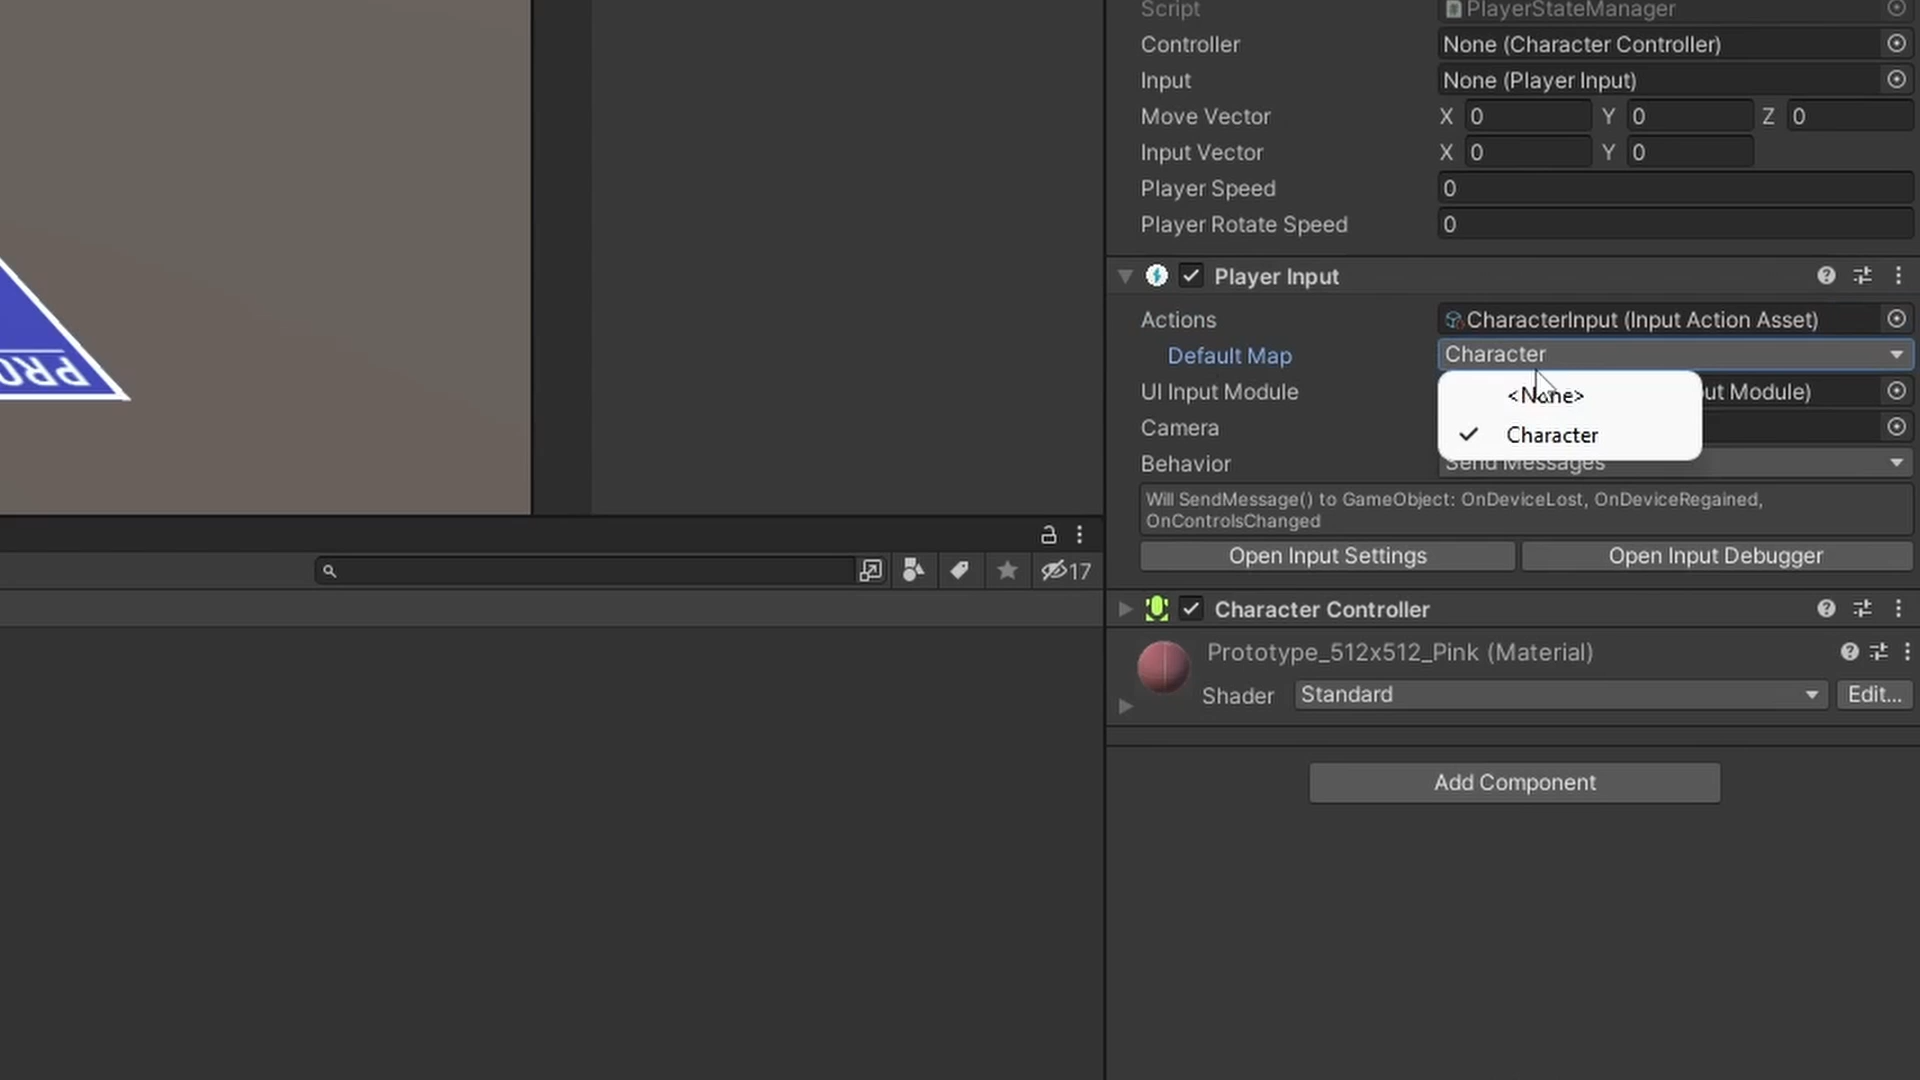 Script PlayerStateManager
Controller None (Character Controller)
Input None (Player Input)
Move Vector X 0 Y 0 Z 0
Input Vector X 0 Y 0
Player Speed 0
Player Rotate Speed 0
Player Input
Actions CharacterInput (Input Action Asset)
Default Map Character
<None>
Character
UI Input Module ut Module)
Camera
Behavior Send Messages
Will SendMessage() to GameObject: OnDeviceLost, OnDeviceRegained,
OnControlsChanged
Open Input Settings Open Input Debugger
Character Controller
Prototype_512x512_Pink (Material)
Shader Standard Edit...
Add Component
17
PRO